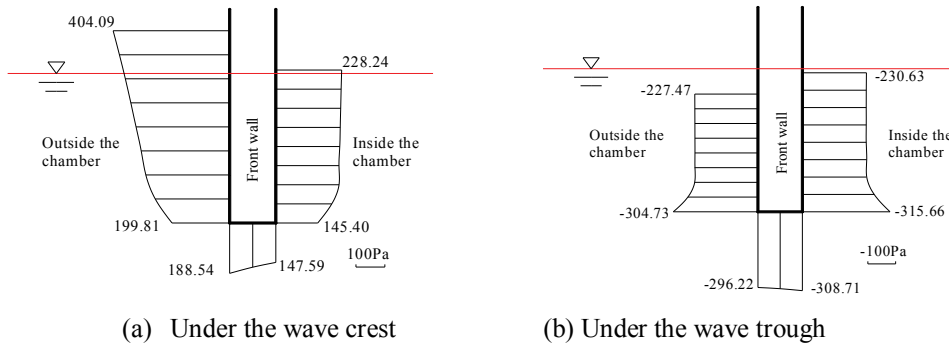 404.09
228.24
Outside the
chamber
Front wall
Inside the
chamber
199.81
145.40
188.54
147.59
100Pa
(a) Under the wave crest
-227.47
-230.63
Outside the
chamber
Front wall
Inside the
chamber
-304.73
-315.66
-296.22
-308.71
-100Pa
(b) Under the wave trough